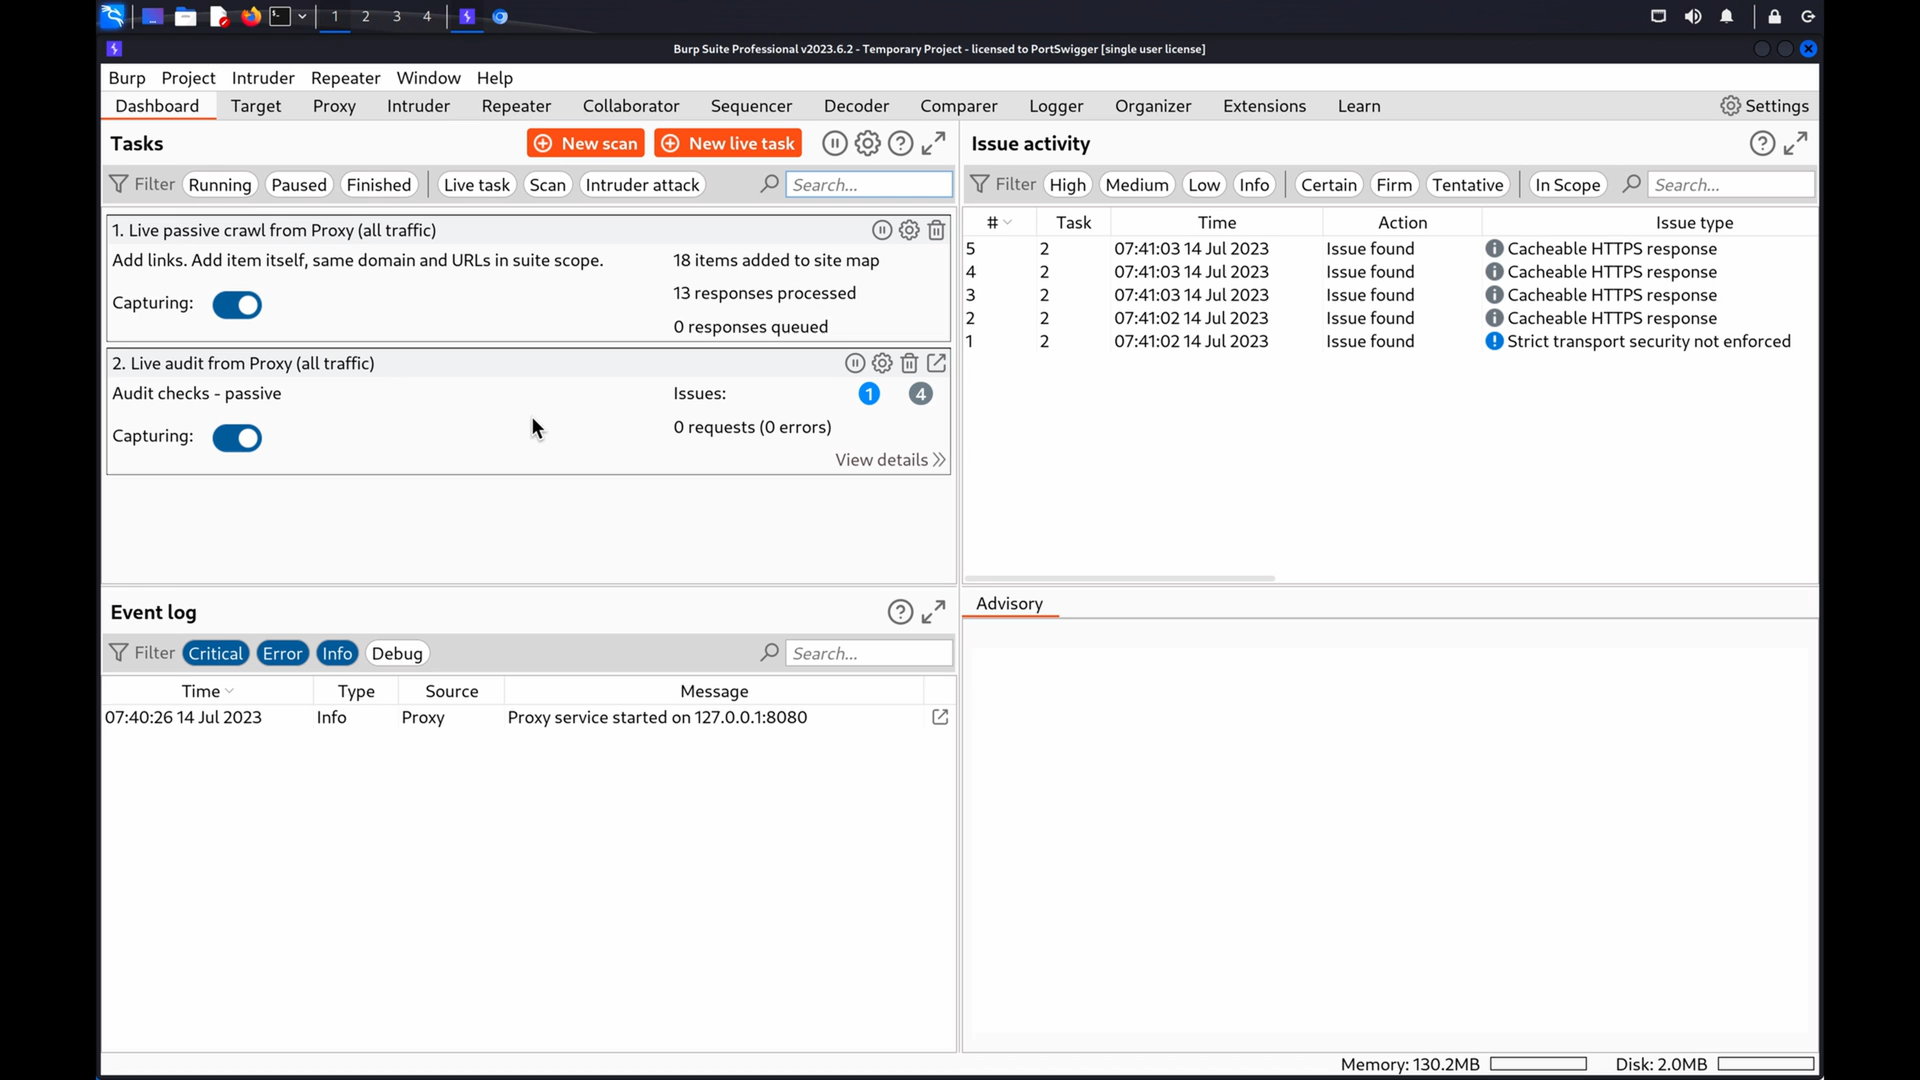 1 2 3 4
Burp Suite Professional v2023.6.2 - Temporary Project - licensed to PortSwigger [single user license]
Burp Project Intruder Repeater Window Help
Dashboard Target Proxy Intruder Repeater Collaborator Sequencer Decoder Comparer Logger Organizer Extensions Learn Settings
Tasks New scan New live task
Filter Running Paused Finished Live task Scan Intruder attack Search...
1. Live passive crawl from Proxy (all traffic)
Add links. Add item itself, same domain and URLs in suite scope. 18 items added to site map
13 responses processed
Capturing:
0 responses queued
2. Live audit from Proxy (all traffic)
Audit checks - passive Issues: 1 4
0 requests (0 errors)
Capturing:
View details
Issue activity
Filter High Medium Low Info Certain Firm Tentative In Scope Search...
# Task Time Action Issue type
5 2 07:41:03 14 Jul 2023 Issue found Cacheable HTTPS response
4 2 07:41:03 14 Jul 2023 Issue found Cacheable HTTPS response
3 2 07:41:03 14 Jul 2023 Issue found Cacheable HTTPS response
2 2 07:41:02 14 Jul 2023 Issue found Cacheable HTTPS response
1 2 07:41:02 14 Jul 2023 Issue found Strict transport security not enforced
Event log
Filter Critical Error Info Debug Search...
Time Type Source Message
07:40:26 14 Jul 2023 Info Proxy Proxy service started on 127.0.0.1:8080
Advisory
Memory: 130.2MB Disk: 2.0MB